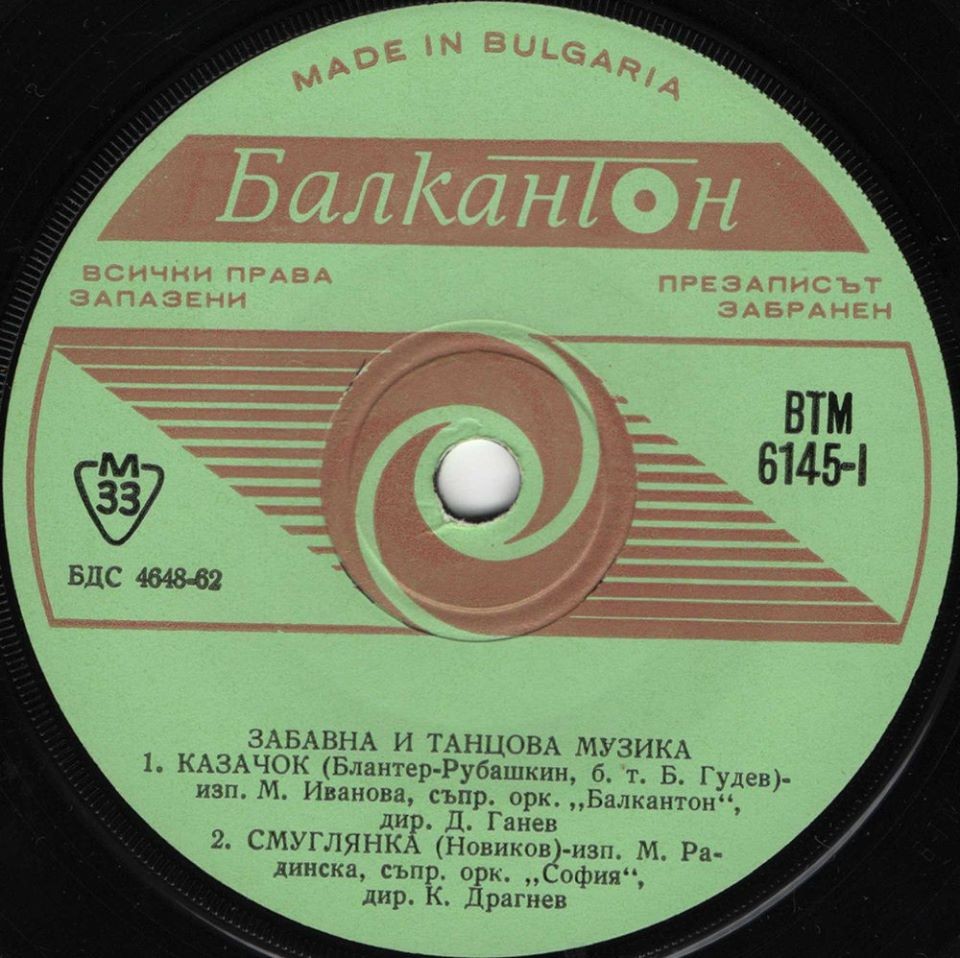 MADE IN BULGARIA
Балкантон
ВСИЧКИ ПРАВА
ЗАПАЗЕНИ
ПРЕЗАПИСЪТ
ЗАБРАНЕН
ВТМ
6145-I
М
33
БДС 4648-62
ЗАБАВНА И ТАНЦОВА МУЗИКА
1. КАЗАЧОК (Блантер-Рубашкин, б. т. Б. Гудев)-
изп. М. Иванова, съпр. орк. „Балкантон“,
дир. Д. Ганев
2. СМУГЛЯНКА (Новиков)-изп. М. Ра-
динска, съпр. орк. „София“,
дир. К. Драгнев